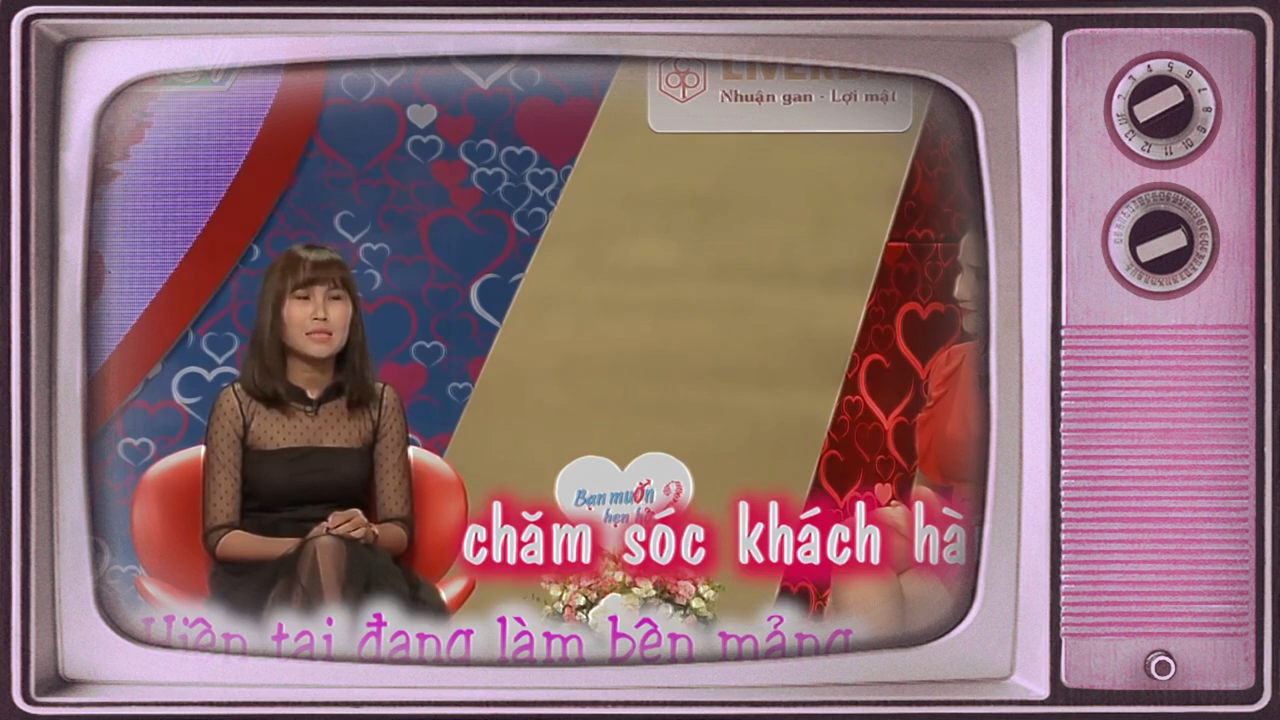 Nhuận gan - Lợi mật
Bạn muốn
hẹn hò
chăm sóc khách hà
Hiện tại đang làm bên mảng